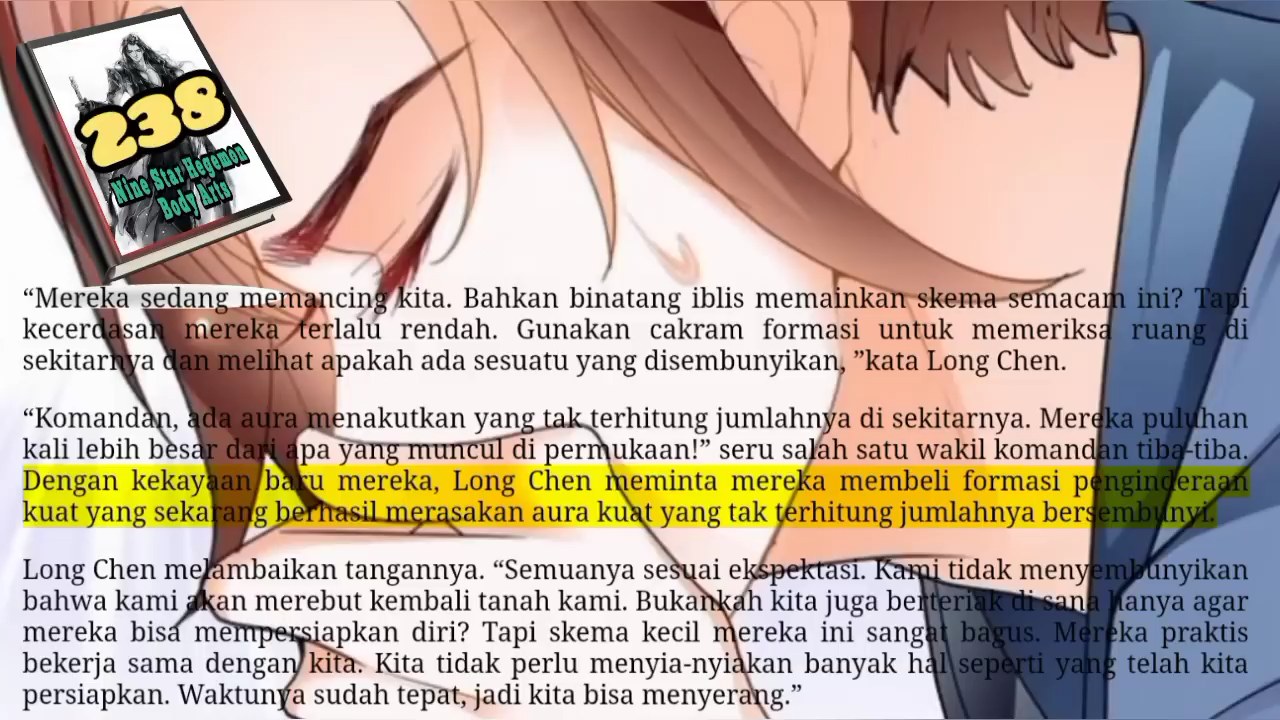 238
Nine Star Hegemon
Body Arts
“Mereka sedang memancing kita. Bahkan binatang iblis memainkan skema semacam ini? Tapi
kecerdasan mereka terlalu rendah. Gunakan cakram formasi untuk memeriksa ruang di
sekitarnya dan melihat apakah ada sesuatu yang disembunyikan, ”kata Long Chen.
“Komandan, ada aura menakutkan yang tak terhitung jumlahnya di sekitarnya. Mereka puluhan
kali lebih besar dari apa yang muncul di permukaan!” seru salah satu wakil komandan tiba-tiba.
Dengan kekayaan baru mereka, Long Chen meminta mereka membeli formasi penginderaan
kuat yang sekarang berhasil merasakan aura kuat yang tak terhitung jumlahnya bersembunyi.
Long Chen melambaikan tangannya. “Semuanya sesuai ekspektasi. Kami tidak menyembunyikan
bahwa kami akan merebut kembali tanah kami. Bukankah kita juga berteriak di sana hanya agar
mereka bisa mempersiapkan diri? Tapi skema kecil mereka ini sangat bagus. Mereka praktis
bekerja sama dengan kita. Kita tidak perlu menyia-nyiakan banyak hal seperti yang telah kita
persiapkan. Waktunya sudah tepat, jadi kita bisa menyerang.”